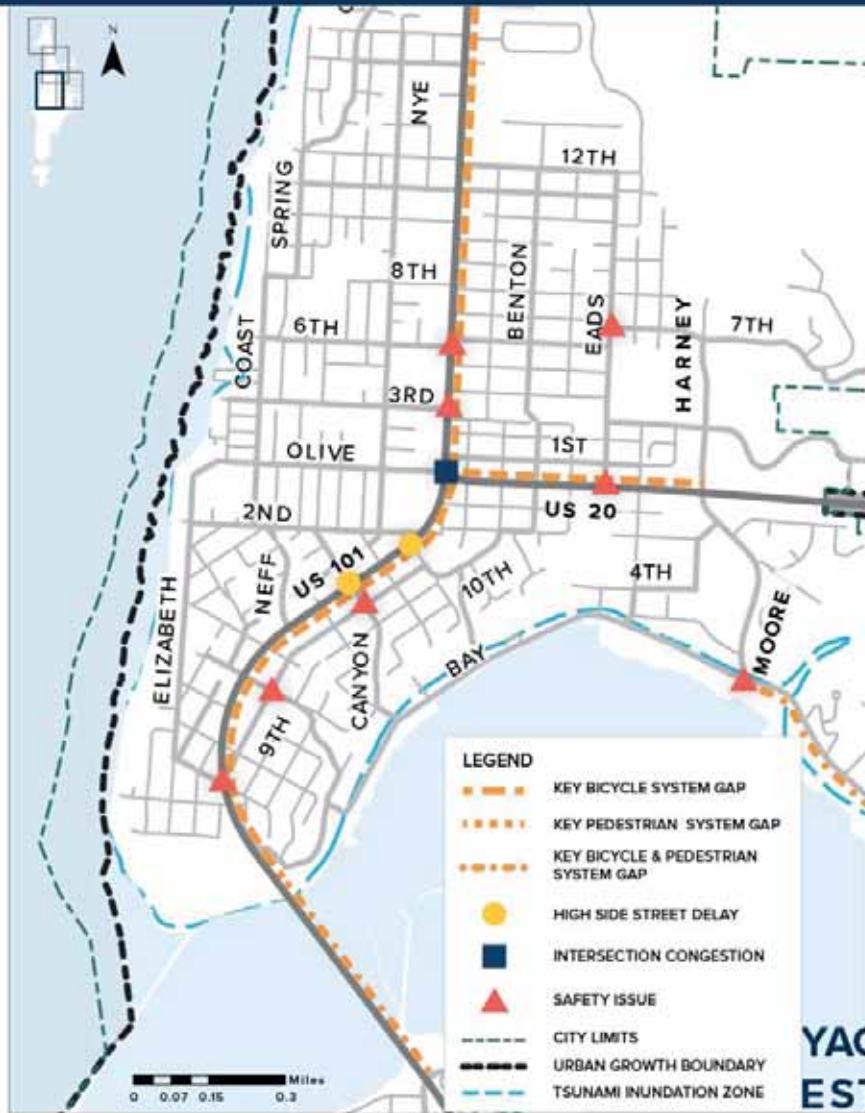 N
NYE
12TH
SPRING
8TH
BENTON
6TH
EADS
7TH
HARNEY
COAST
3RD
OLIVE
1ST
2ND
US 20
US 101
NEFF
10TH
4TH
ELIZABETH
CANYON
BAY
MOORE
9TH
LEGEND
KEY BICYCLE SYSTEM GAP
KEY PEDESTRIAN SYSTEM GAP
KEY BICYCLE & PEDESTRIAN
SYSTEM GAP
HIGH SIDE STREET DELAY
INTERSECTION CONGESTION
SAFETY ISSUE
CITY LIMITS
URBAN GROWTH BOUNDARY
TSUNAMI INUNDATION ZONE
Miles
0 0.07 0.15 0.3